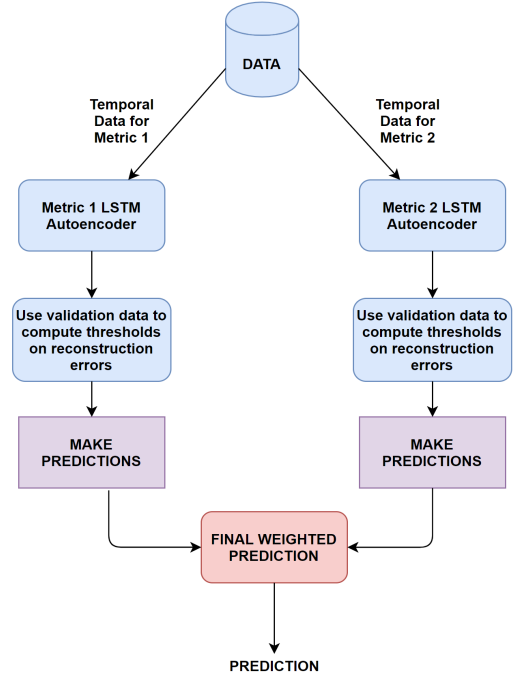 DATA
Temporal
Data for
Metric 1
Temporal
Data for
Metric 2
Metric 1 LSTM
Autoencoder
Metric 2 LSTM
Autoencoder
Use validation data to
compute thresholds
on reconstruction
errors
Use validation data to
compute thresholds
on reconstruction
errors
MAKE
PREDICTIONS
MAKE
PREDICTIONS
FINAL WEIGHTED
PREDICTION
PREDICTION